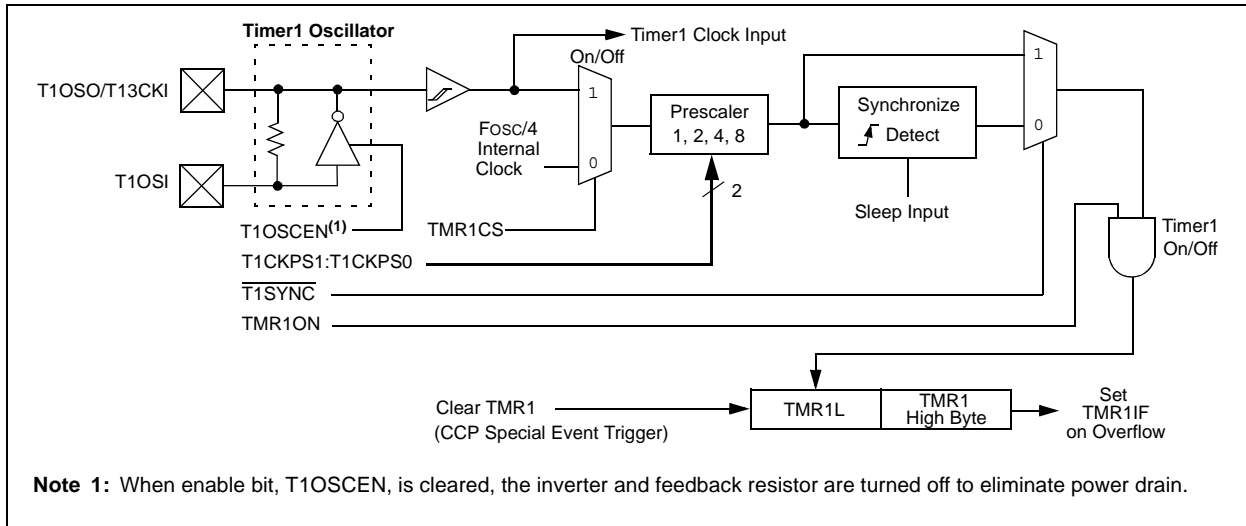 Timer1 Oscillator
Timer1 Clock Input
On/Off
T1OSO/T13CKI
1
FOSC/4
Internal
Clock
0
Prescaler
1, 2, 4, 8
Synchronize
Detect
1
0
T1OSI
2
Sleep Input
T1OSCEN(1)
TMR1CS
Timer1
On/Off
T1CKPS1:T1CKPS0
T1SYNC
TMR1ON
Clear TMR1
(CCP Special Event Trigger)
TMR1L
TMR1
High Byte
Set
TMR1IF
on Overflow
Note 1: When enable bit, T1OSCEN, is cleared, the inverter and feedback resistor are turned off to eliminate power drain.